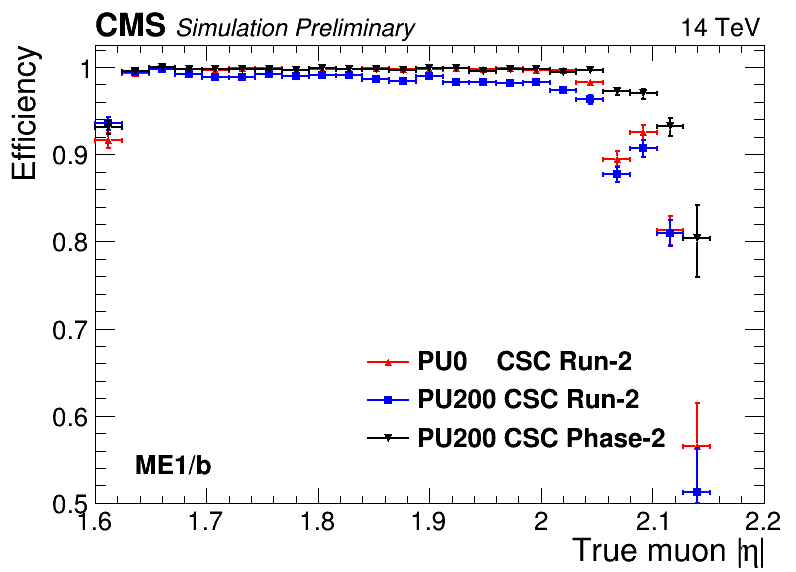 CMS Simulation Preliminary 14 TeV
Efficiency
1
0.9
0.8
0.7
0.6
0.5
PU0 CSC Run-2
PU200 CSC Run-2
PU200 CSC Phase-2
ME1/b
1.6 1.7 1.8 1.9 2 2.1 2.2
True muon |η|